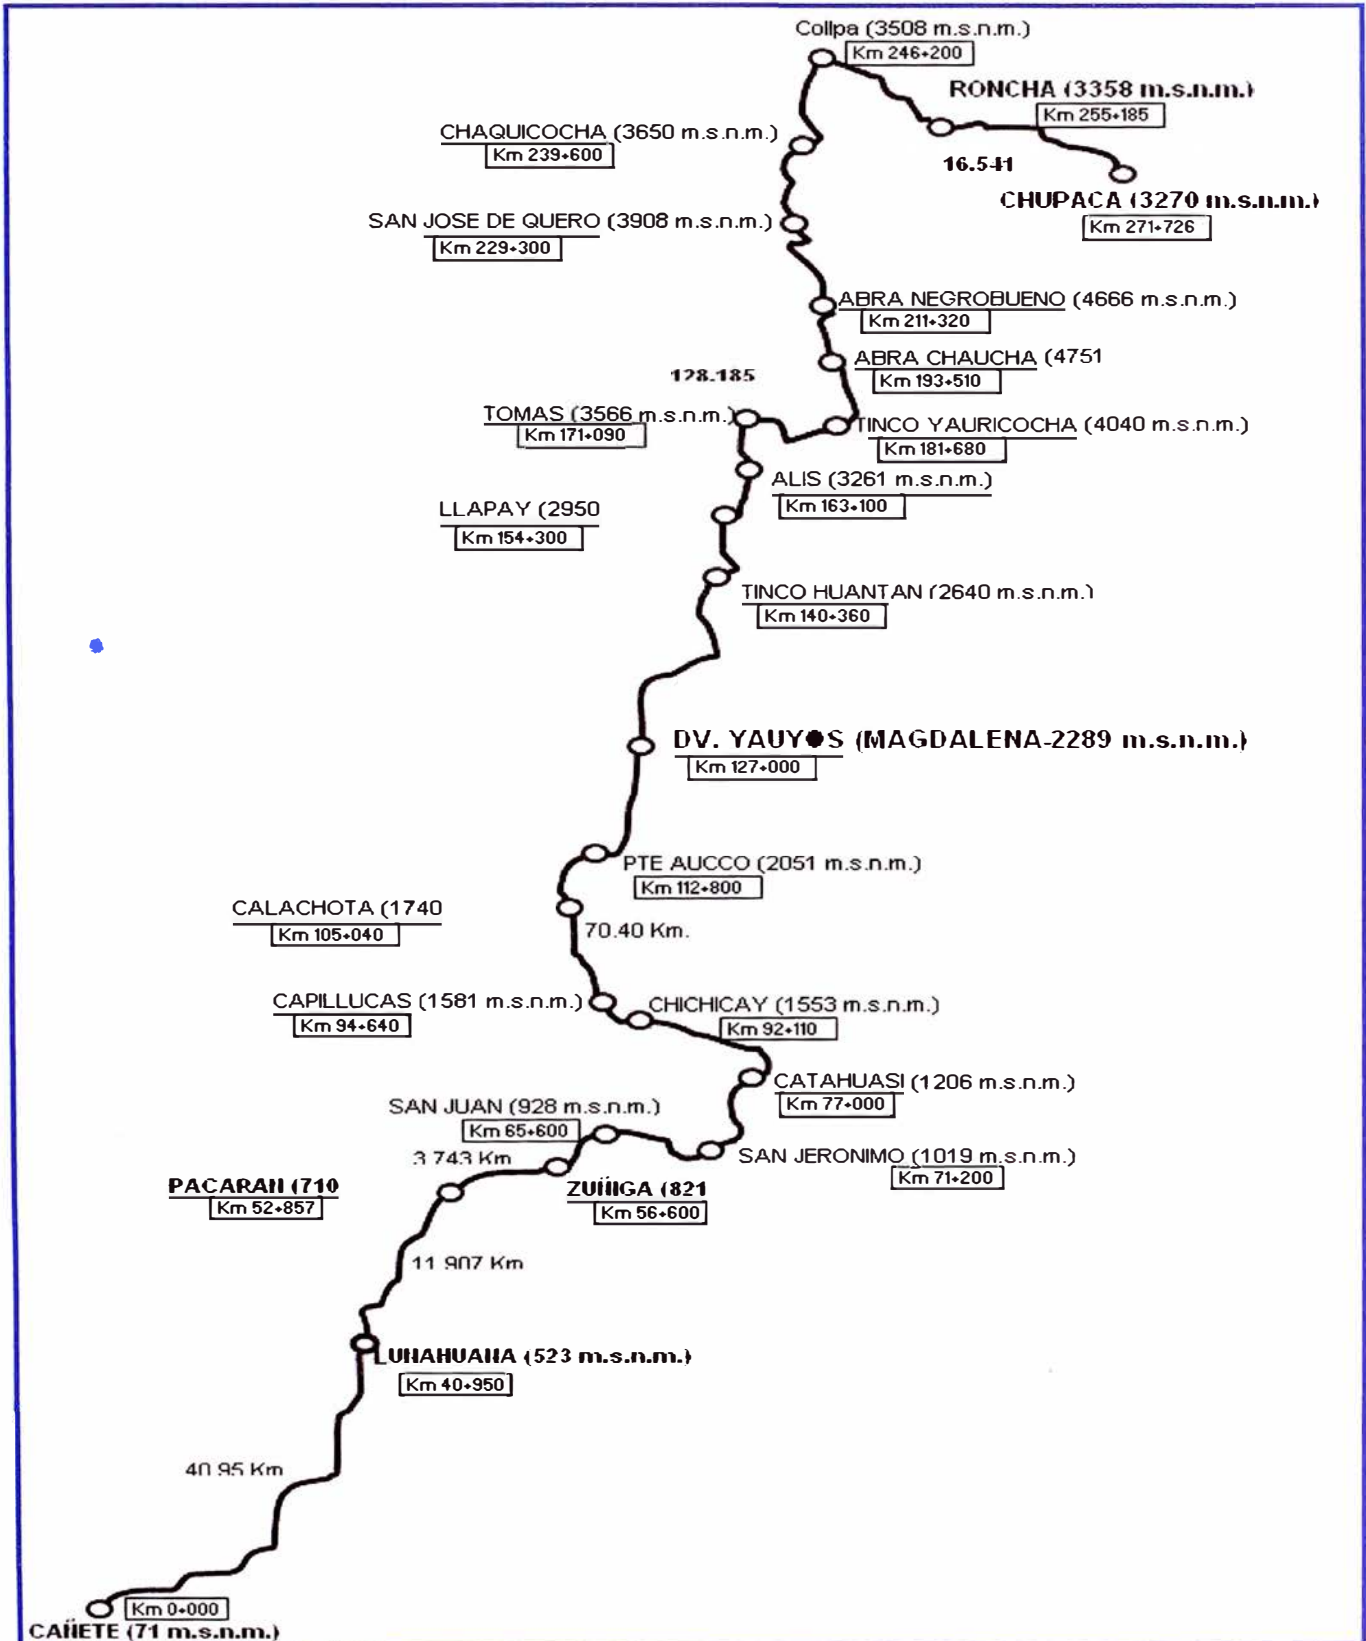 Collpa (3508 m.s.n.m.)
Km 246+200
RONCHA (3358 m.s.n.m.)
Km 255+185
CHAQUICOCHA (3650 m.s.n.m.)
Km 239+600
16.541
CHUPACA (3270 m.s.n.m.)
Km 271+726
SAN JOSE DE QUERO (3908 m.s.n.m.)
Km 229+300
ABRA NEGROBUENO (4666 m.s.n.m.)
Km 211+320
ABRA CHAUCHA (4751
Km 193+510
128.185
TOMAS (3566 m.s.n.m.)
Km 171+090
TINCO YAURICOCHA (4040 m.s.n.m.)
Km 181+680
ALIS (3261 m.s.n.m.)
Km 163+100
LLAPAY (2950
Km 154+300
TINCO HUANTAN (2640 m.s.n.m.)
Km 140+360
DV. YAUYOS (MAGDALENA-2289 m.s.n.m.)
Km 127+000
PTE AUCCO (2051 m.s.n.m.)
Km 112+800
CALACHOTA (1740
Km 105+040
70.40 Km.
CAPILLUCAS (1581 m.s.n.m.)
Km 94+640
CHICHICAY (1553 m.s.n.m.)
Km 92+110
CATAHUASI (1206 m.s.n.m.)
Km 77+000
SAN JUAN (928 m.s.n.m.)
Km 65+600
SAN JERONIMO (1019 m.s.n.m.)
Km 71+200
3.743 Km
PACARAN (710
Km 52+857
ZUÑIGA (821
Km 56+600
11.907 Km
LUNAHUANA (523 m.s.n.m.)
Km 40+950
40.95 Km
Km 0+000
CAÑETE (71 m.s.n.m.)